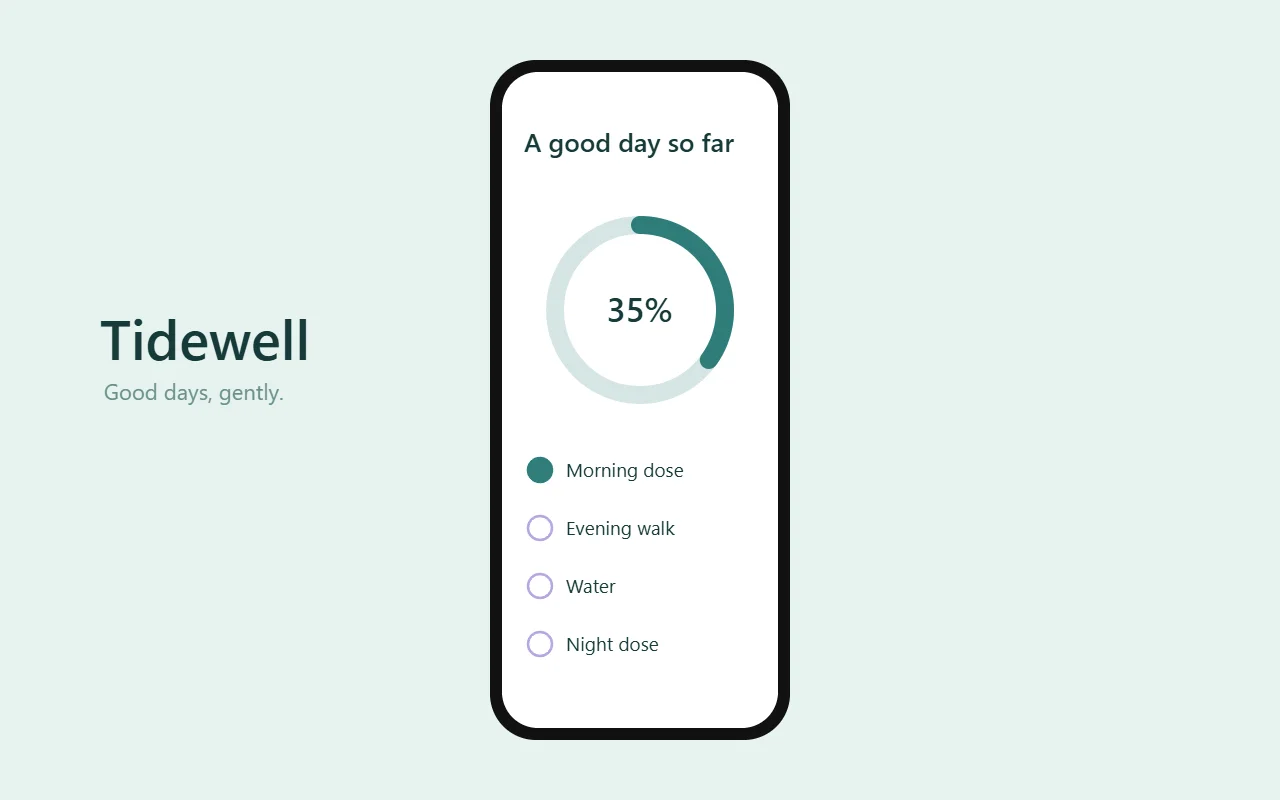 Tidewell
Good days, gently.
A good day so far
35%
Morning dose
Evening walk
Water
Night dose